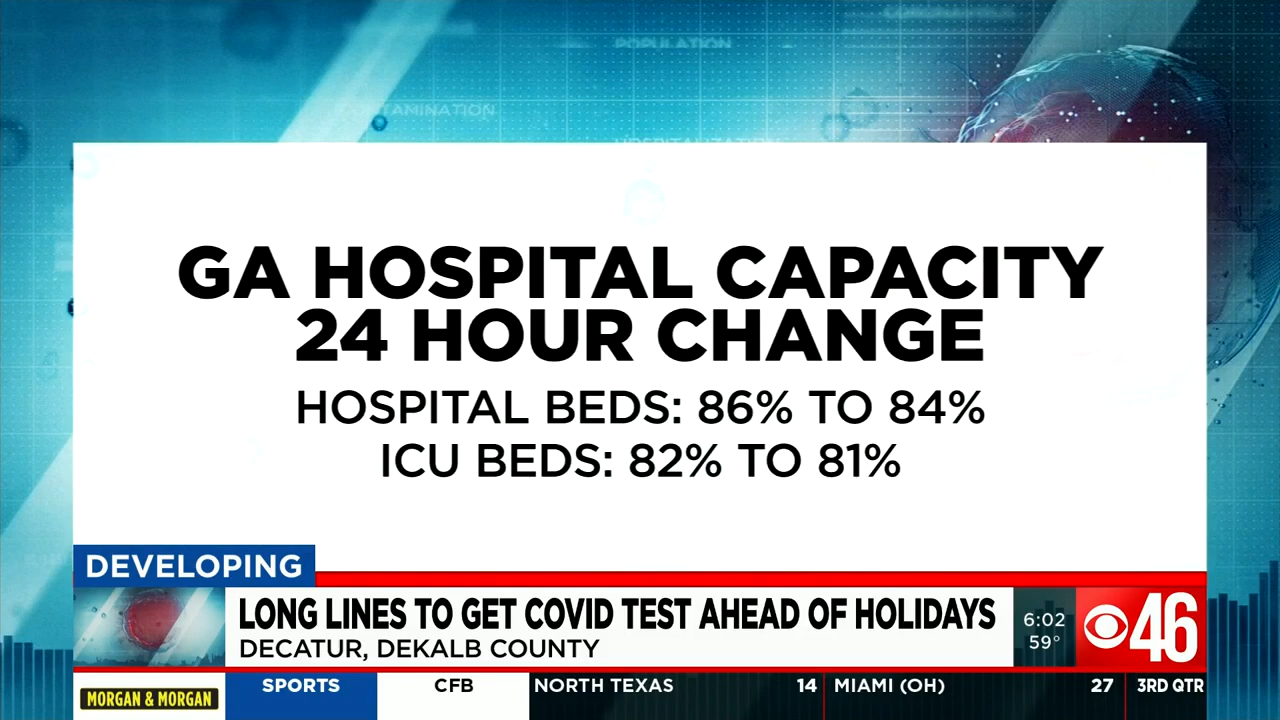 POPULATION
GA HOSPITAL CAPACITY
24 HOUR CHANGE
HOSPITAL BEDS: 86% TO 84%
ICU BEDS: 82% TO 81%
DEVELOPING
LONG LINES TO GET COVID TEST AHEAD OF HOLIDAYS
DECATUR, DEKALB COUNTY
6:02
59°
46
MORGAN & MORGAN
SPORTS
CFB
NORTH TEXAS 14
MIAMI (OH) 27
3RD QTR